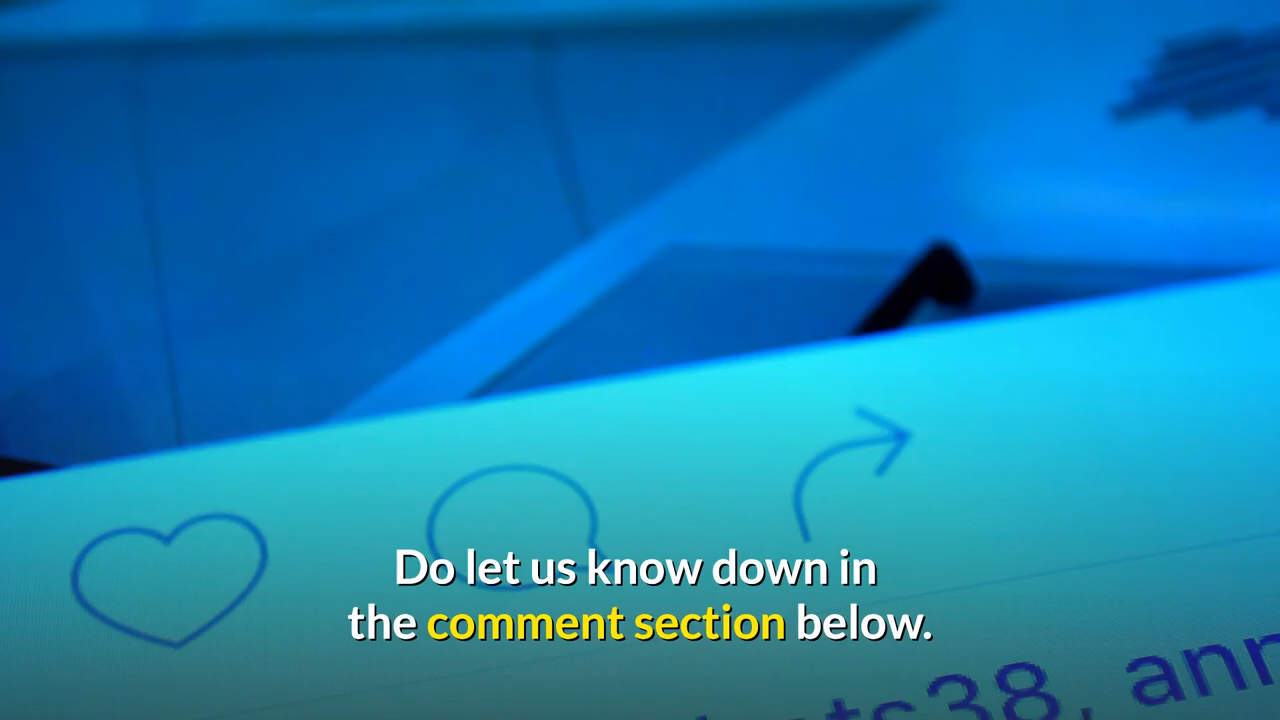 Do let us know down in
the comment section below.